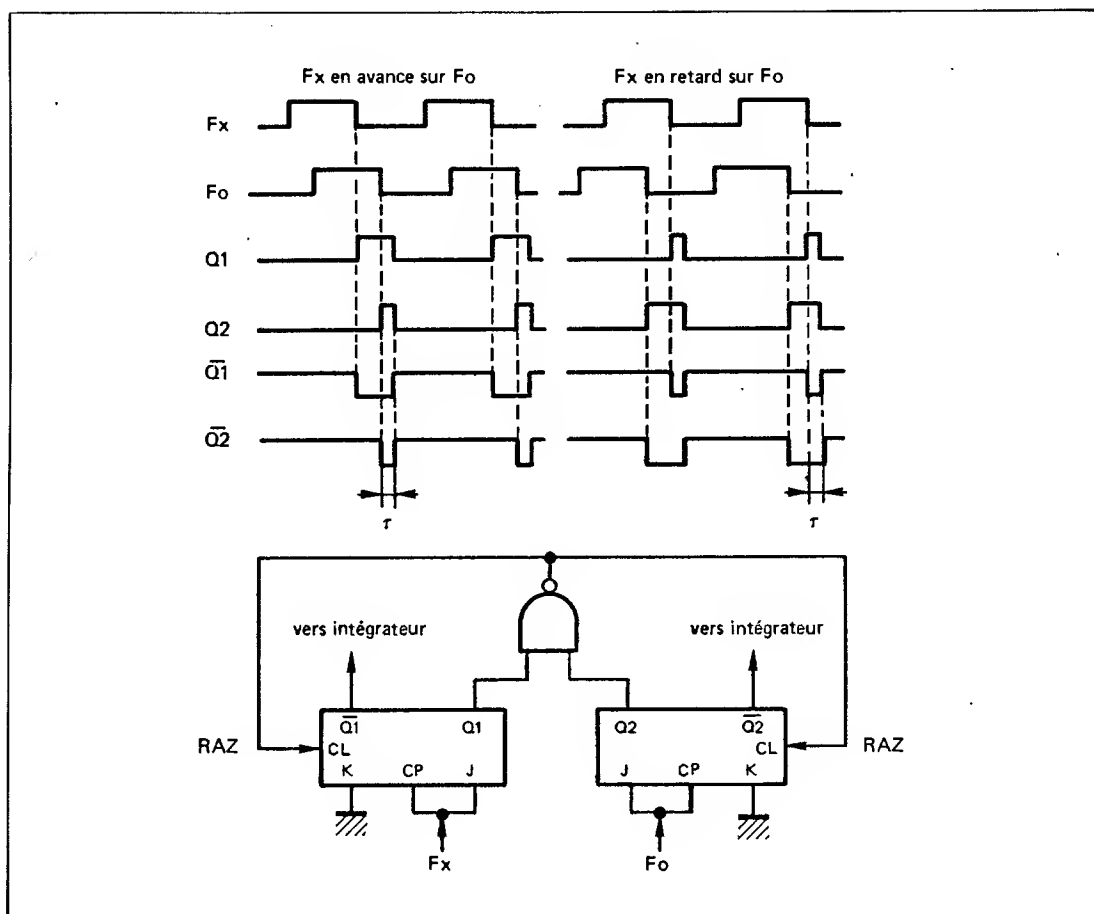 Fx en avance sur Fo
Fx en retard sur Fo
Fx
Fo
Q1
Q2
Q̅1̅
Q̅2̅
τ
τ
vers intégrateur
vers intégrateur
Q̅1̅
Q1
Q2
Q̅2̅
RAZ
CL
CL
RAZ
K
CP
J
J
CP
K
Fx
Fo